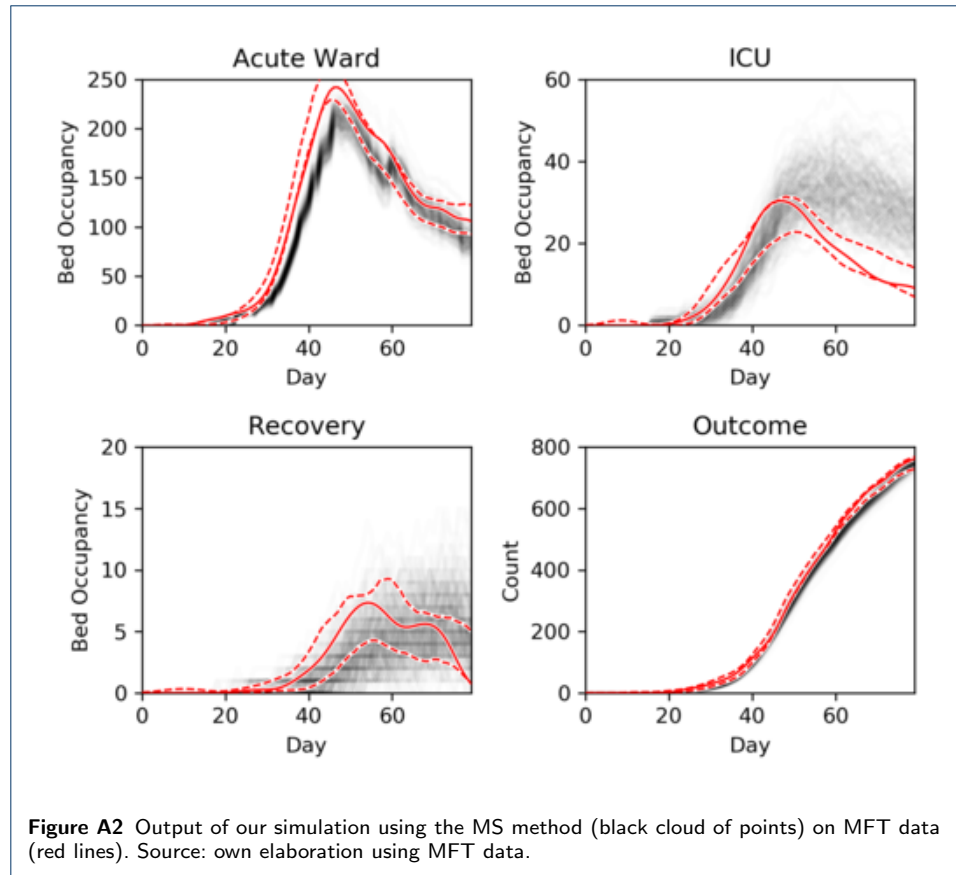 Acute Ward
ICU
250
200
150
100
50
0
Bed Occupancy
0 20 40 60
Day
60
40
20
0
Bed Occupancy
0 20 40 60
Day
Recovery
Outcome
20
15
10
5
0
Bed Occupancy
0 20 40 60
Day
800
600
400
200
0
Count
0 20 40 60
Day
Figure A2 Output of our simulation using the MS method (black cloud of points) on MFT data
(red lines). Source: own elaboration using MFT data.